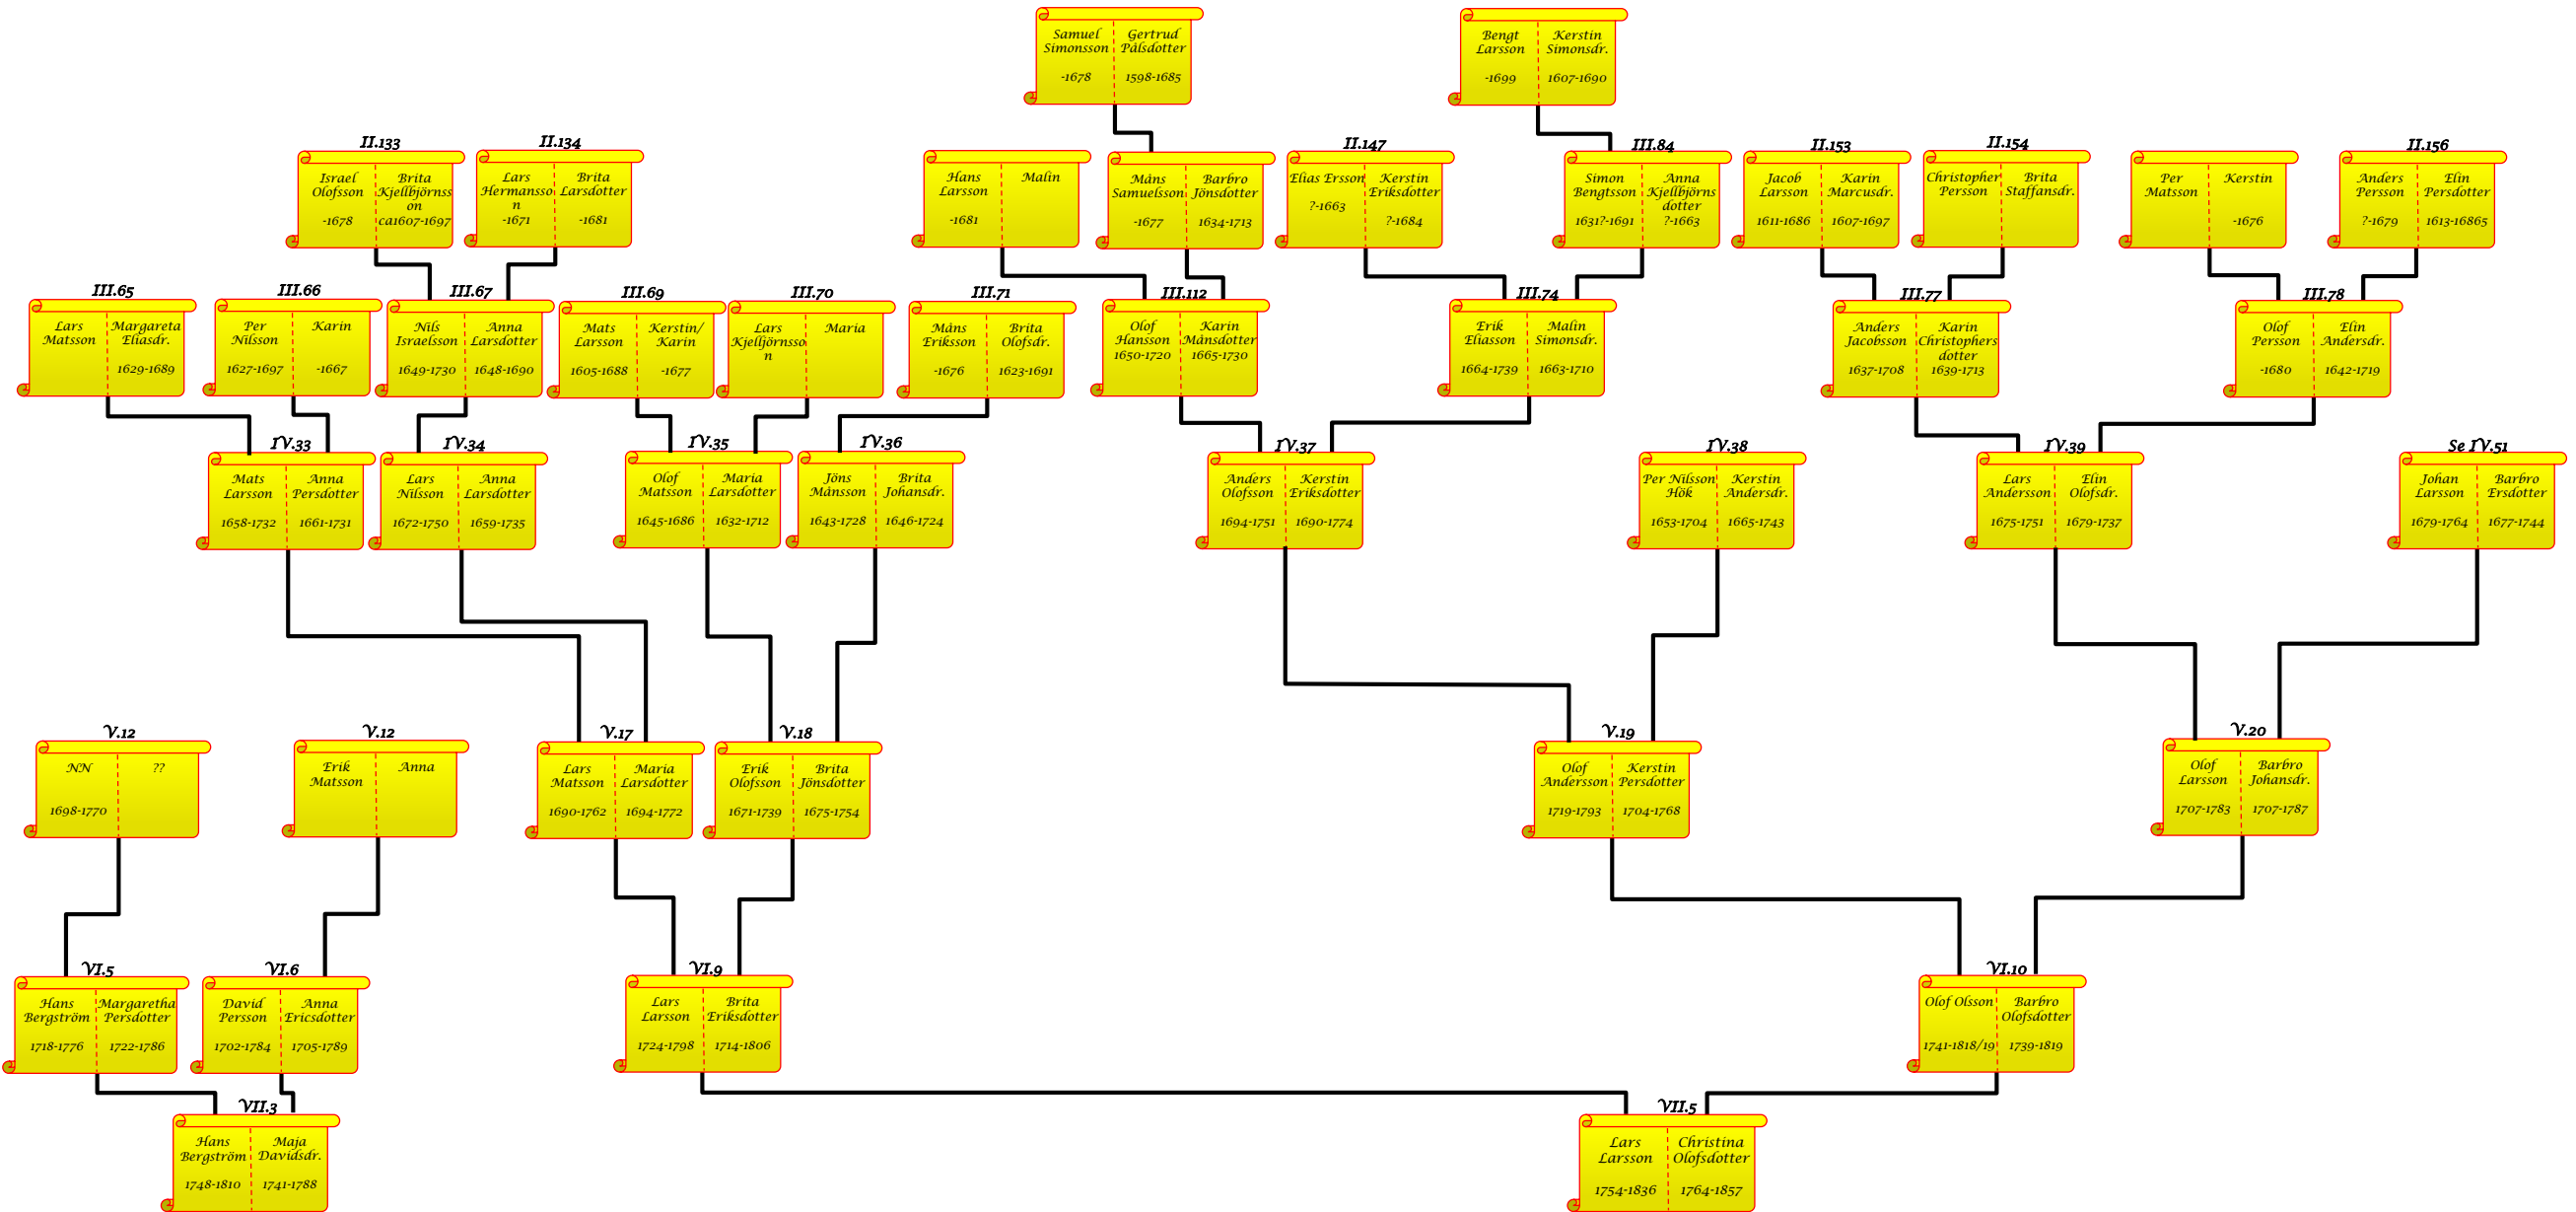 Samuel
Simonsson
-1678
Gertrud
Pålsdotter
1598-1685
Bengt
Larsson
-1699
Kerstin
Simonsdr.
1607-1690
II.133
Israel
Olofsson
-1678
Brita
Kjellbjörnss
on
ca1607-1697
II.134
Lars
Hermansso
n
-1671
Brita
Larsdotter
-1681
Hans
Larsson
-1681
Malin
Måns
Samuelsson
-1677
Barbro
Jönsdotter
1634-1713
II.147
Elias Ersson
?-1663
Kerstin
Eriksdotter
?-1684
III.84
Simon
Bengtsson
1631?-1691
Anna
Kjellbjörns
dotter
?-1663
II.153
Jacob
Larsson
1611-1686
Karin
Marcusdr.
1607-1697
II.154
Christopher
Persson
Brita
Staffansdr.
Per
Matsson
Kerstin
-1676
II.156
Anders
Persson
?-1679
Elin
Persdotter
1613-16865
III.65
Lars
Matsson
Margareta
Eliasdr.
1629-1689
III.66
Per
Nilsson
1627-1697
Karin
-1667
III.67
Nils
Israelsson
1649-1730
Anna
Larsdotter
1648-1690
III.69
Mats
Larsson
1605-1688
Kerstin/
Karin
-1677
III.70
Lars
Kjelljörnsso
n
Maria
III.71
Måns
Eriksson
-1676
Brita
Olofsdr.
1623-1691
III.112
Olof
Hansson
1650-1720
Karin
Månsdotter
1665-1730
III.74
Erik
Eliasson
1664-1739
Malin
Simonsdr.
1663-1710
III.77
Anders
Jacobsson
1637-1708
Karin
Christophers
dotter
1639-1713
III.78
Olof
Persson
-1680
Elin
Andersdr.
1642-1719
IV.33
Mats
Larsson
1658-1732
Anna
Persdotter
1661-1731
IV.34
Lars
Nilsson
1672-1750
Anna
Larsdotter
1659-1735
IV.35
Olof
Matsson
1645-1686
Maria
Larsdotter
1632-1712
IV.36
Jöns
Månsson
1643-1728
Brita
Johansdr.
1646-1724
IV.37
Anders
Olofsson
1694-1751
Kerstin
Eriksdotter
1690-1774
IV.38
Per Nilsson
Hök
1653-1704
Kerstin
Andersdr.
1665-1743
IV.39
Lars
Andersson
1675-1751
Elin
Olofsdr.
1679-1737
Se IV.51
Johan
Larsson
1679-1764
Barbro
Ersdotter
1677-1744
V.12
NN
1698-1770
??
V.12
Erik
Matsson
Anna
V.17
Lars
Matsson
1690-1762
Maria
Larsdotter
1694-1772
V.18
Erik
Olofsson
1671-1739
Brita
Jönsdotter
1675-1754
V.19
Olof
Andersson
1719-1793
Kerstin
Persdotter
1704-1768
V.20
Olof
Larsson
1707-1783
Barbro
Johansdr.
1707-1787
VI.5
Hans
Bergström
1718-1776
Margaretha
Persdotter
1722-1786
VI.6
David
Persson
1702-1784
Anna
Ericsdotter
1705-1789
VI.9
Lars
Larsson
1724-1798
Brita
Eriksdotter
1714-1806
VI.10
Olof Olsson
1741-1818/19
Barbro
Olofsdotter
1739-1819
VII.3
Hans
Bergström
1748-1810
Maja
Davidsdr.
1741-1788
VII.5
Lars
Larsson
1754-1836
Christina
Olofsdotter
1764-1857